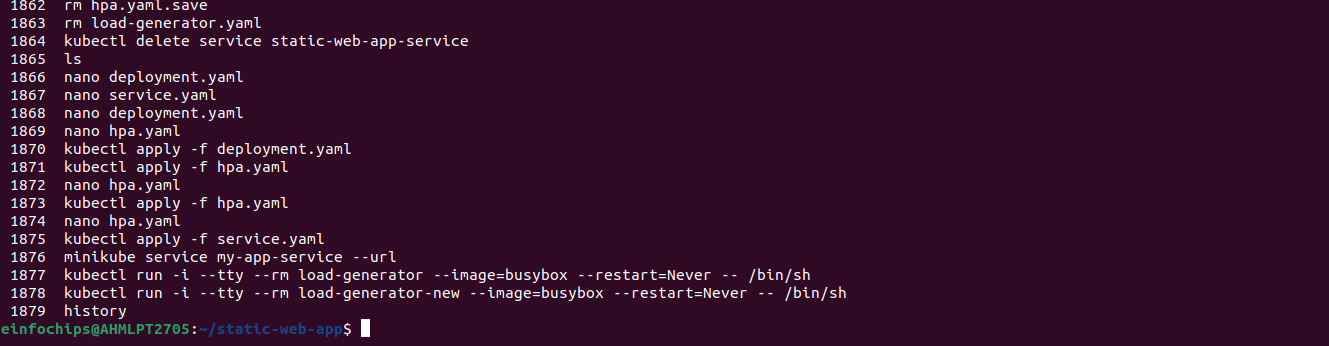 1862 rm hpa.yaml.save
1863 rm load-generator.yaml
1864 kubectl delete service static-web-app-service
1865 ls
1866 nano deployment.yaml
1867 nano service.yaml
1868 nano deployment.yaml
1869 nano hpa.yaml
1870 kubectl apply -f deployment.yaml
1871 kubectl apply -f hpa.yaml
1872 nano hpa.yaml
1873 kubectl apply -f hpa.yaml
1874 nano hpa.yaml
1875 kubectl apply -f service.yaml
1876 minikube service my-app-service --url
1877 kubectl run -i --tty --rm load-generator --image=busybox --restart=Never -- /bin/sh
1878 kubectl run -i --tty --rm load-generator-new --image=busybox --restart=Never -- /bin/sh
1879 history
einfochips@AHMLPT2705:~/static-web-app$